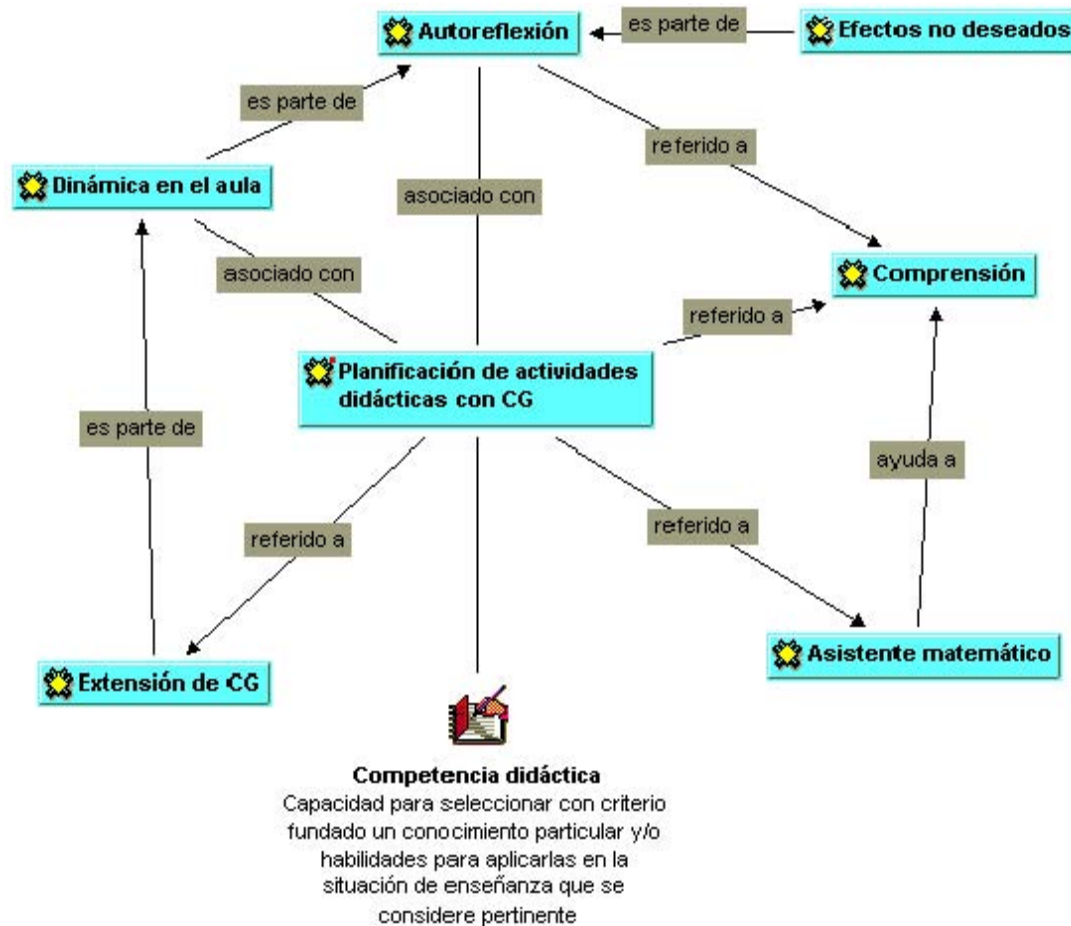 Autoreflexión
es parte de
Efectos no deseados
es parte de
referido a
Dinámica en el aula
asociado con
asociado con
Comprensión
referido a
Planificación de actividades
didácticas con CG
es parte de
ayuda a
referido a
referido a
Asistente matemático
Extensión de CG
Competencia didáctica
Capacidad para seleccionar con criterio
fundado un conocimiento particular y/o
habilidades para aplicarlas en la
situación de enseñanza que se
considere pertinente